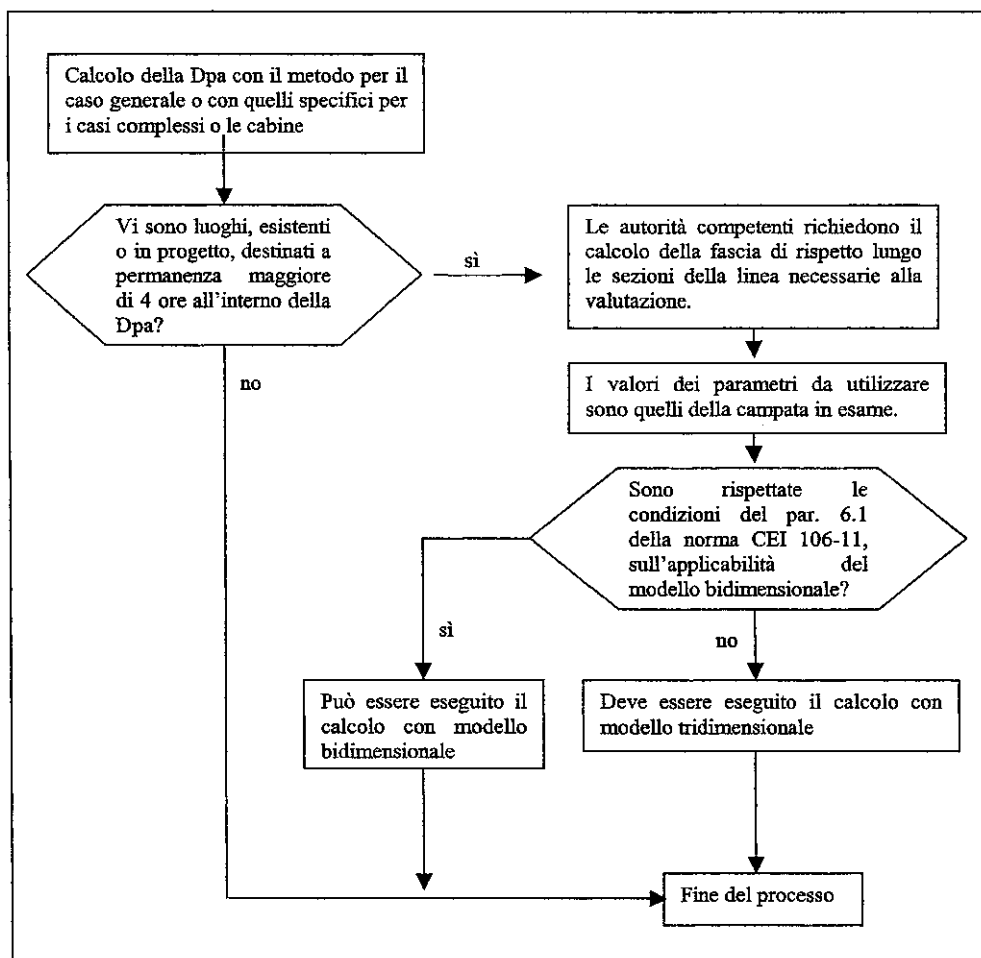 Calcolo della Dpa con il metodo per il
caso generale o con quelli specifici per
i casi complessi o le cabine
Vi sono luoghi, esistenti
o in progetto, destinati a
permanenza maggiore
di 4 ore all'interno della
Dpa?
sì
Le autorità competenti richiedono il
calcolo della fascia di rispetto lungo
le sezioni della linea necessarie alla
valutazione.
no
I valori dei parametri da utilizzare
sono quelli della campata in esame.
Sono rispettate le
condizioni del par. 6.1
della norma CEI 106-11,
sull'applicabilità del
modello bidimensionale?
sì
no
Può essere eseguito il
calcolo con modello
bidimensionale
Deve essere eseguito il calcolo con
modello tridimensionale
Fine del processo